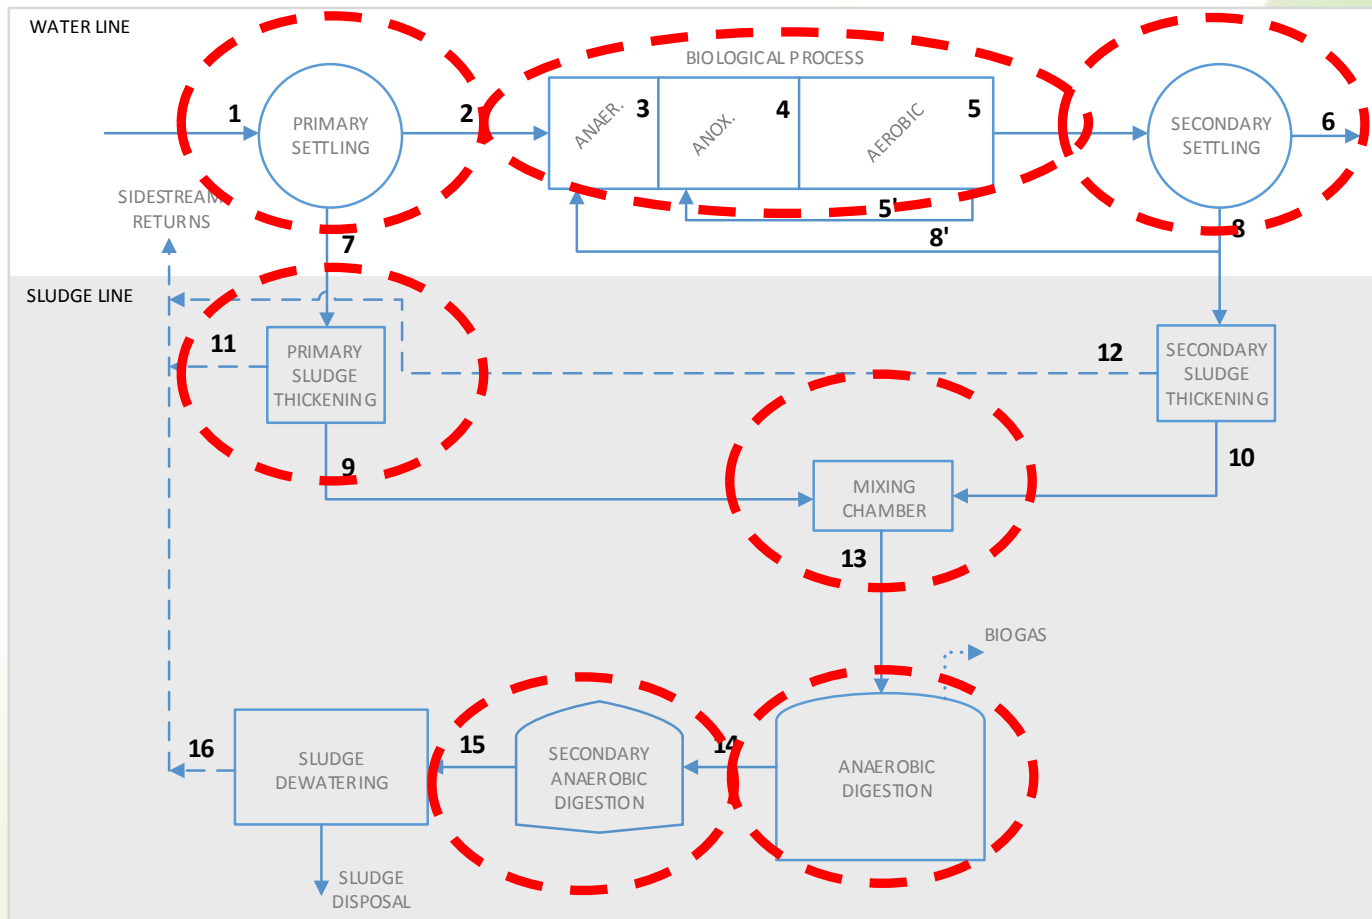 WATER LINE
BIOLOGICAL PROCESS
1
PRIMARY
SETTLING
2
ANAER.
3
ANOX.
4
AEROBIC
5
SECONDARY
SETTLING
6
SIDESTREAM
RETURNS
5'
7
8'
8
SLUDGE LINE
11
PRIMARY
SLUDGE
THICKENING
12
SECONDARY
SLUDGE
THICKENING
9
10
MIXING
CHAMBER
13
BIOGAS
16
SLUDGE
DEWATERING
15
SECONDARY
ANAEROBIC
DIGESTION
14
ANAEROBIC
DIGESTION
SLUDGE
DISPOSAL